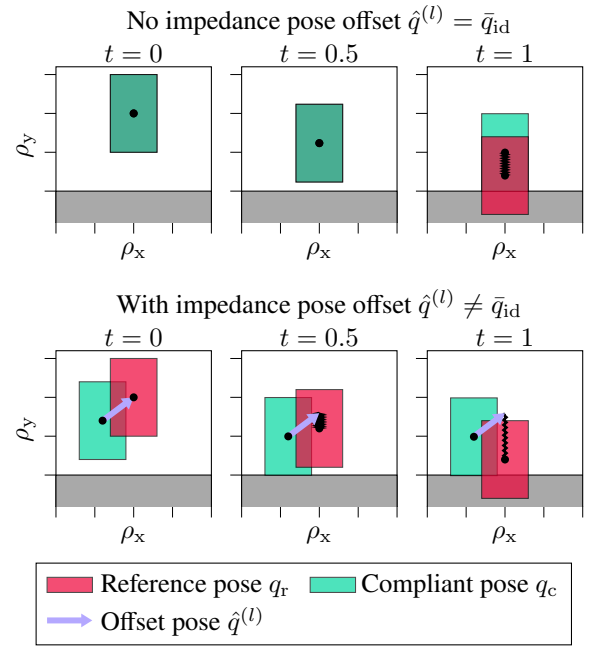 No impedance pose offset q̂⁽ˡ⁾ = q̄_id
t = 0 t = 0.5 t = 1
ρ_y
ρ_x ρ_x ρ_x
With impedance pose offset q̂⁽ˡ⁾ ≠ q̄_id
t = 0 t = 0.5 t = 1
ρ_y
ρ_x ρ_x ρ_x
Reference pose q_r Compliant pose q_c
Offset pose q̂⁽ˡ⁾